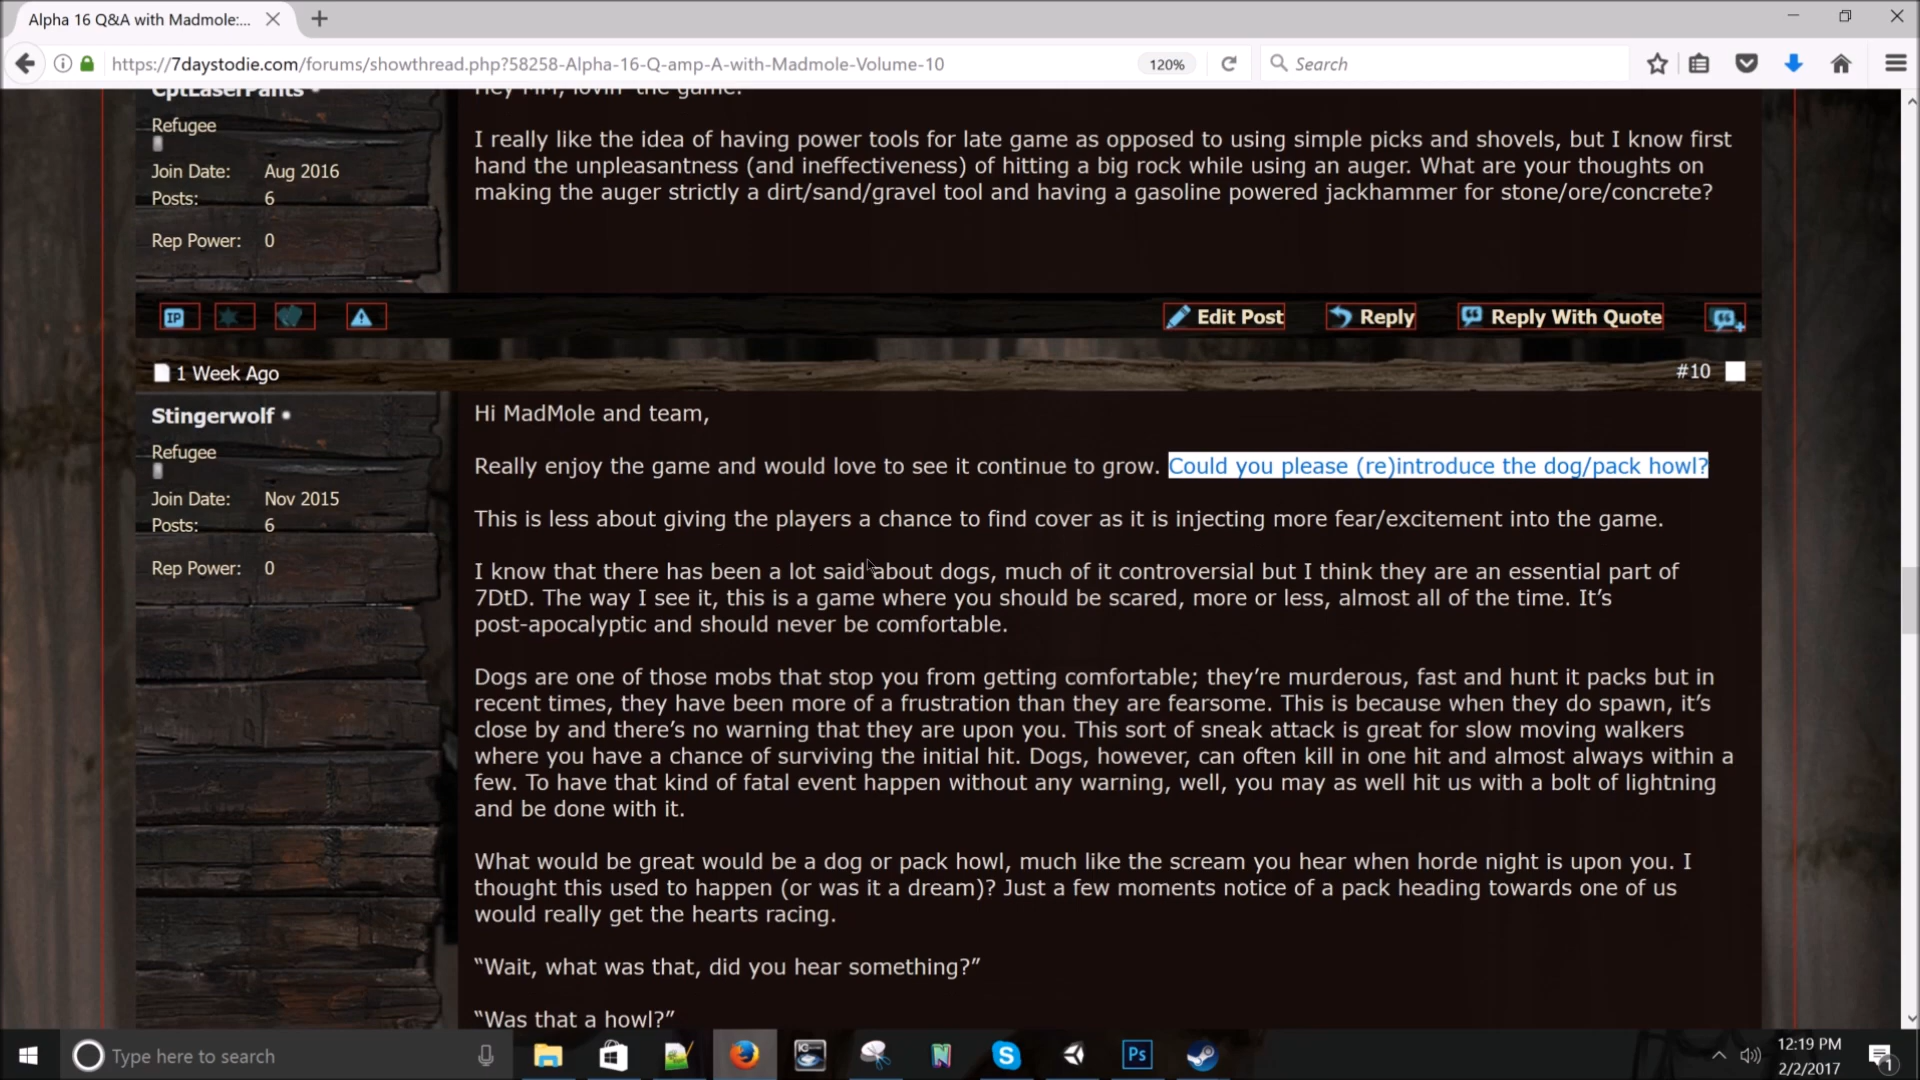 Alpha 16 Q&A with Madmole:...
https://7daystodie.com/forums/showthread.php?58258-Alpha-16-Q-amp-A-with-Madmole-Volume-10
120%
Search
CptLaserPants
Hey MM, lovin' the game!
Refugee
Join Date: Aug 2016
Posts: 6
Rep Power: 0
I really like the idea of having power tools for late game as opposed to using simple picks and shovels, but I know first
hand the unpleasantness (and ineffectiveness) of hitting a big rock while using an auger. What are your thoughts on
making the auger strictly a dirt/sand/gravel tool and having a gasoline powered jackhammer for stone/ore/concrete?
IP
Edit Post
Reply
Reply With Quote
1 Week Ago
#10
Stingerwolf
Refugee
Join Date: Nov 2015
Posts: 6
Rep Power: 0
Hi MadMole and team,
Really enjoy the game and would love to see it continue to grow. Could you please (re)introduce the dog/pack howl?
This is less about giving the players a chance to find cover as it is injecting more fear/excitement into the game.
I know that there has been a lot said about dogs, much of it controversial but I think they are an essential part of
7DtD. The way I see it, this is a game where you should be scared, more or less, almost all of the time. It’s
post-apocalyptic and should never be comfortable.
Dogs are one of those mobs that stop you from getting comfortable; they’re murderous, fast and hunt it packs but in
recent times, they have been more of a frustration than they are fearsome. This is because when they do spawn, it’s
close by and there’s no warning that they are upon you. This sort of sneak attack is great for slow moving walkers
where you have a chance of surviving the initial hit. Dogs, however, can often kill in one hit and almost always within a
few. To have that kind of fatal event happen without any warning, well, you may as well hit us with a bolt of lightning
and be done with it.
What would be great would be a dog or pack howl, much like the scream you hear when horde night is upon you. I
thought this used to happen (or was it a dream)? Just a few moments notice of a pack heading towards one of us
would really get the hearts racing.
“Wait, what was that, did you hear something?”
“Was that a howl?”
Type here to search
N
S
Ps
12:19 PM
2/2/2017
1